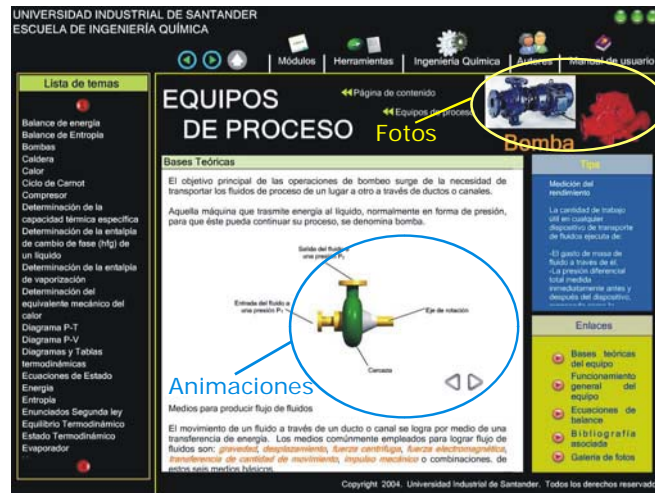 UNIVERSIDAD INDUSTRIAL DE SANTANDER
ESCUELA DE INGENIERÍA QUÍMICA
Módulos
Herramientas
Ingeniería Química
Autores
Manual de usuario
Lista de temas
Balance de energía
Balance de Entropía
Bombas
Caldera
Calor
Ciclo de Carnot
Compresor
Determinación de la
capacidad térmica específica
Determinación de la entalpia
de cambio de fase (hfg) de
un líquido
Determinación de la entalpia
de vaporización
Determinación del
equivalente mecánico del
calor
Diagrama P-T
Diagrama P-V
Diagramas y Tablas
termodinámicas
Ecuaciones de Estado
Energía
Entropia
Enunciados Segunda ley
Equilibrio Termodinámico
Estado Termodinámico
Evaporador
EQUIPOS
DE PROCESO
Página de contenido
Equipos de proceso
Fotos
Bomba
Bases Teóricas
El objetivo principal de las operaciones de bombeo surge de la necesidad de
transportar los fluidos de proceso de un lugar a otro a través de ductos o canales.
Aquella máquina que trasmite energía al líquido, normalmente en forma de presión,
para que éste pueda continuar su proceso, se denomina bomba.
Salida del fluido a
una presión P₂
Entrada del fluido a
una presión P₁
Eje de rotación
Carcasa
Animaciones
Medios para producir flujo de fluidos
El movimiento de un fluido a través de un ducto o canal se logra por medio de una
transferencia de energía. Los medios comúnmente empleados para lograr flujo de
fluidos son: gravedad, desplazamiento, fuerza centrífuga, fuerza electromagnética,
transferencia de cantidad de movimiento, impulso mecánico o combinaciones, de
estos seis medios básicos.
Tips
Medición del
rendimiento
La cantidad de trabajo
útil en cualquier
dispositivo de transporte
de fluidos ejecuta de:
-El gasto de masa de
fluido a través de él.
-La presión diferencial
total medida
inmediatamente antes y
después del dispositivo,
Enlaces
Bases teóricas
del equipo
Funcionamiento
general del
equipo
Ecuaciones de
balance
Bibliografía
asociada
Galería de fotos
Copyright 2004. Universidad Industrial de Santander. Todos los derechos reservado